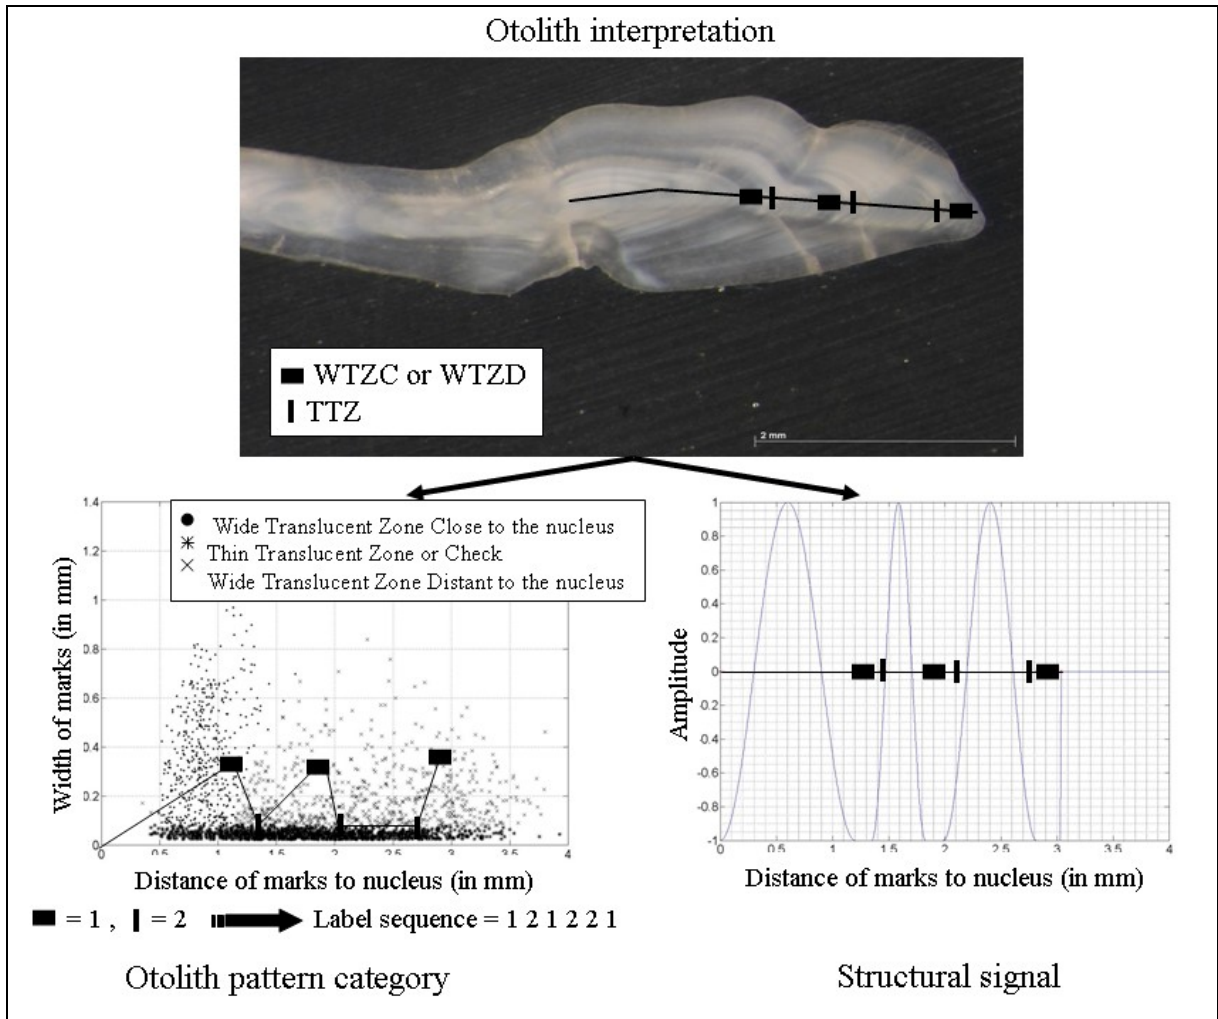 Otolith interpretation
WTZC or WTZD
TTZ
2 mm
Wide Translucent Zone Close to the nucleus
Thin Translucent Zone or Check
Wide Translucent Zone Distant to the nucleus
Width of marks (in mm)
1.4
1.2
1
0.8
0.6
0.4
0.2
0
0 0.5 1 1.5 2 2.5 3 3.5 4
Distance of marks to nucleus (in mm)
= 1 , = 2 Label sequence = 1 2 1 2 2 1
Otolith pattern category
Amplitude
1
0.8
0.6
0.4
0.2
0
-0.2
-0.4
-0.6
-0.8
-1
0 0.5 1 1.5 2 2.5 3 3.5 4
Distance of marks to nucleus (in mm)
Structural signal